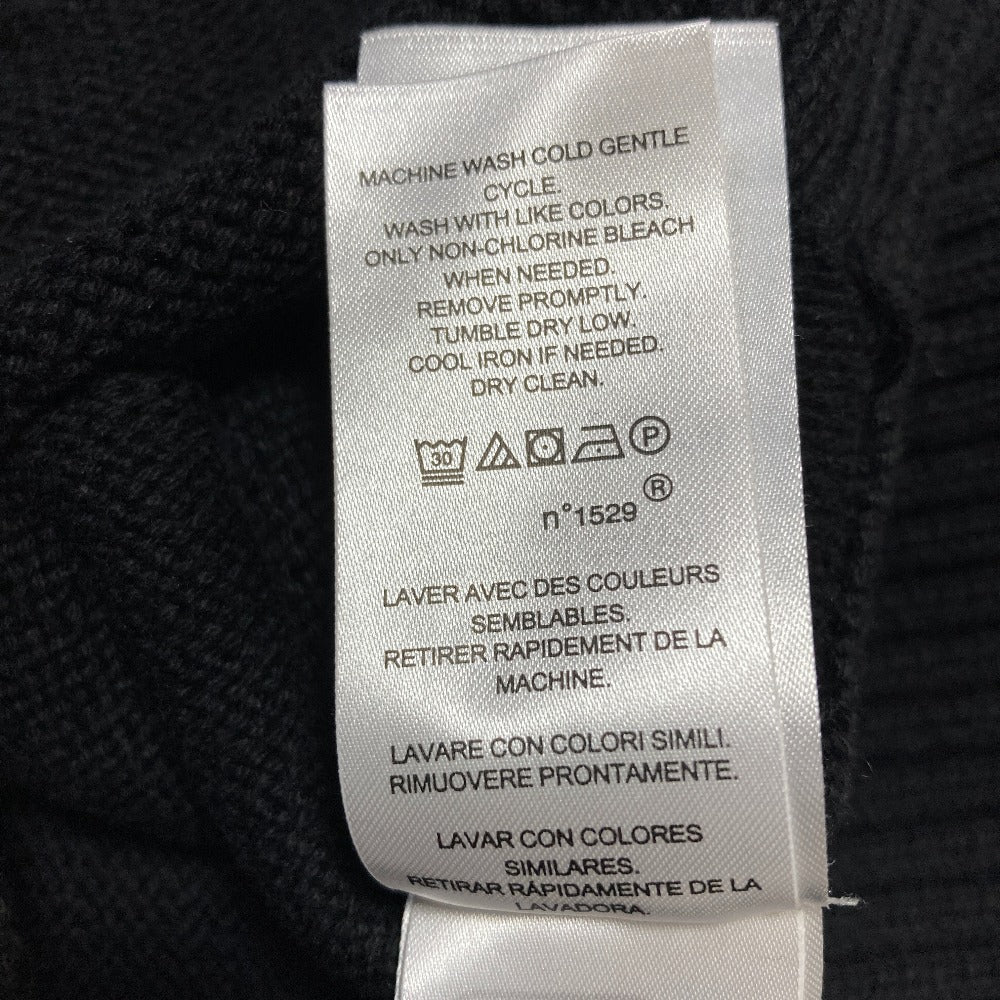 MACHINE WASH COLD GENTLE
CYCLE.
WASH WITH LIKE COLORS.
ONLY NON-CHLORINE BLEACH
WHEN NEEDED.
REMOVE PROMPTLY.
TUMBLE DRY LOW.
COOL IRON IF NEEDED.
DRY CLEAN.
30 P
®
n°1529
LAVER AVEC DES COULEURS
SEMBLABLES.
RETIRER RAPIDEMENT DE LA
MACHINE.
LAVARE CON COLORI SIMILI.
RIMUOVERE PRONTAMENTE.
LAVAR CON COLORES
SIMILARES.
RETIRAR RÁPIDAMENTE DE LA
LAVADORA.